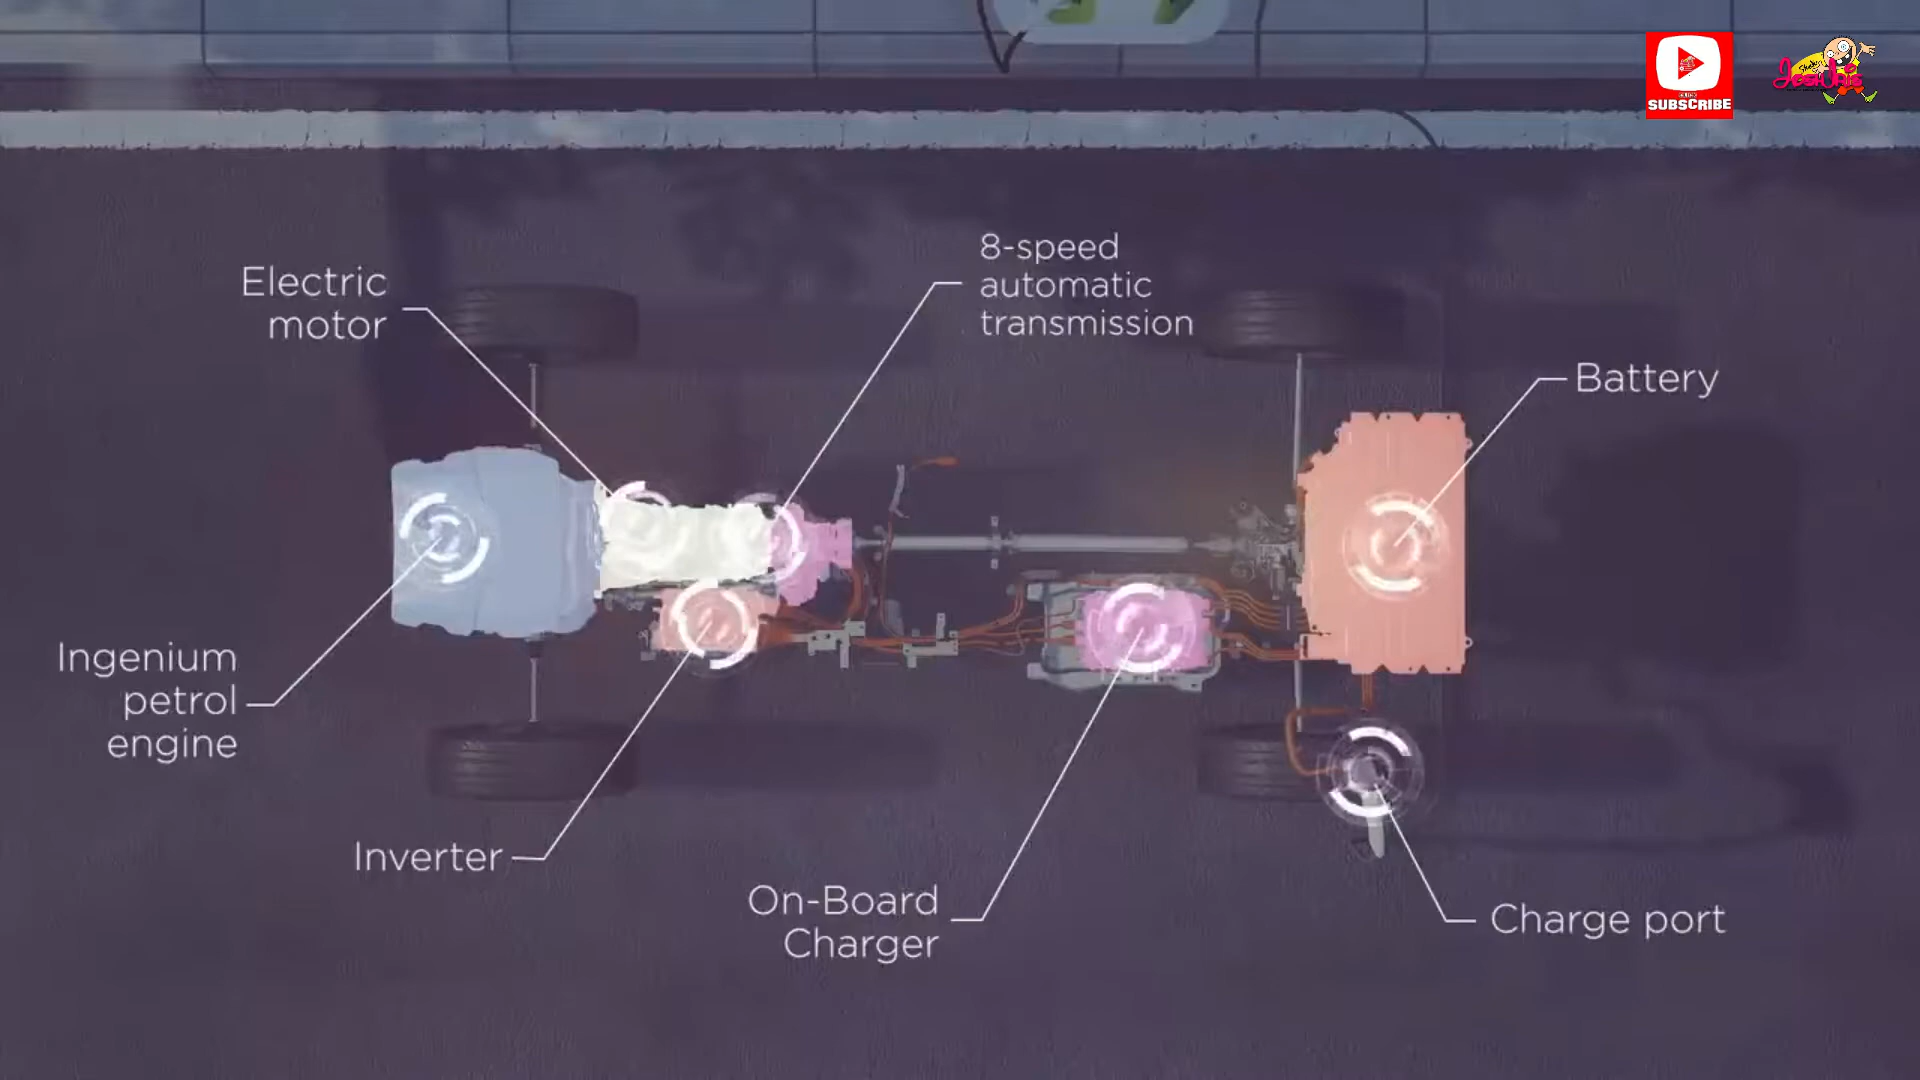 SUBSCRIBE
8-speed
automatic
transmission
Electric
motor
Battery
Ingenium
petrol
engine
Inverter
On-Board
Charger
Charge port